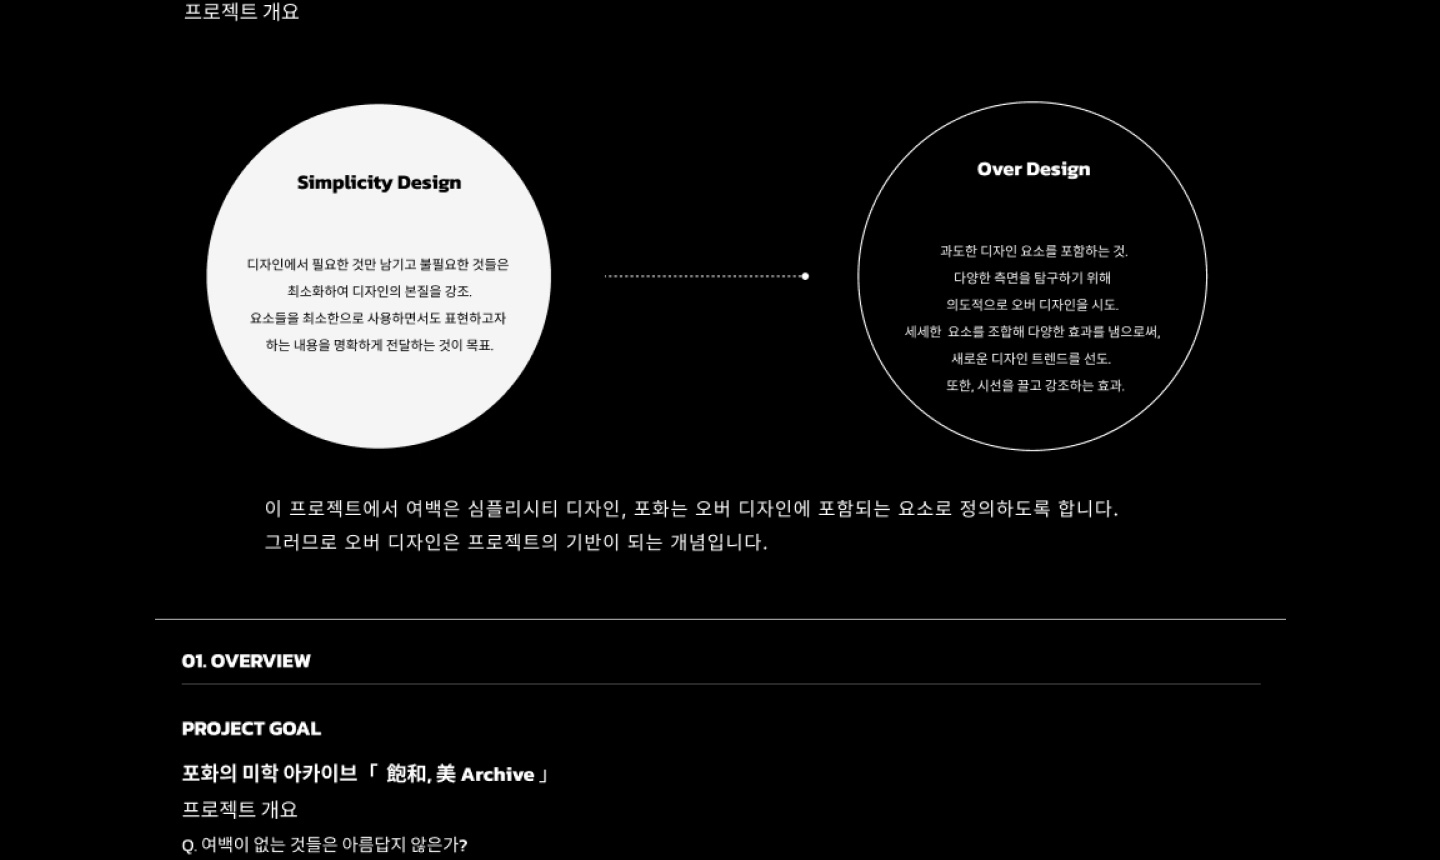 프로젝트 개요
Simplicity Design
디자인에서 필요한 것만 남기고 불필요한 것들은
최소화하여 디자인의 본질을 강조.
요소들을 최소한으로 사용하면서도 표현하고자
하는 내용을 명확하게 전달하는 것이 목표.
Over Design
과도한 디자인 요소를 포함하는 것.
다양한 측면을 탐구하기 위해
의도적으로 오버 디자인을 시도.
세세한 요소를 조합해 다양한 효과를 냄으로써,
새로운 디자인 트렌드를 선도.
또한, 시선을 끌고 강조하는 효과.
이 프로젝트에서 여백은 심플리시티 디자인, 포화는 오버 디자인에 포함되는 요소로 정의하도록 합니다.
그러므로 오버 디자인은 프로젝트의 기반이 되는 개념입니다.
01. OVERVIEW
PROJECT GOAL
포화의 미학 아카이브「 飽和, 美 Archive 」
프로젝트 개요
Q. 여백이 없는 것들은 아름답지 않은가?